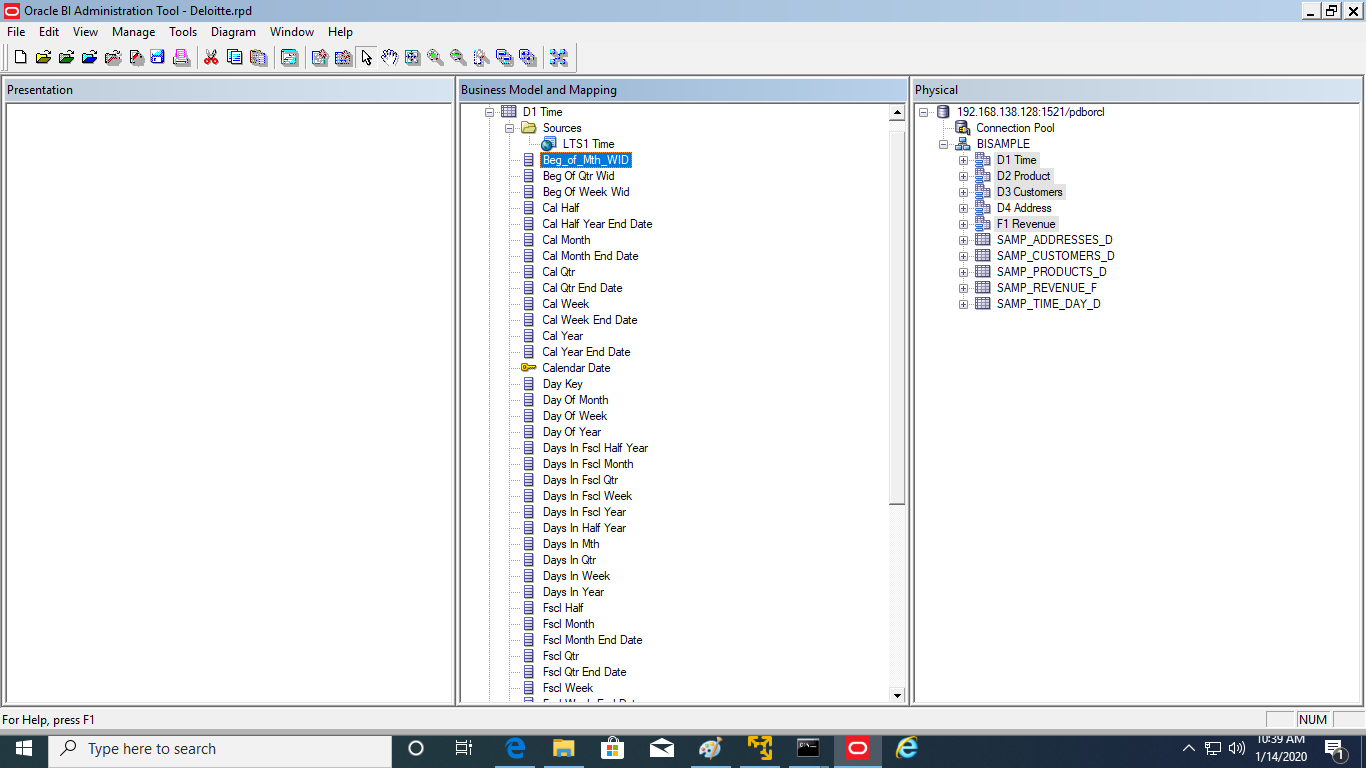 Oracle BI Administration Tool - Deloitte.rpd
File Edit View Manage Tools Diagram Window Help
Presentation
Business Model and Mapping
D1 Time
Sources
LTS1 Time
Beg_of_Mth_WID
Beg Of Qtr Wid
Beg Of Week Wid
Cal Half
Cal Half Year End Date
Cal Month
Cal Month End Date
Cal Qtr
Cal Qtr End Date
Cal Week
Cal Week End Date
Cal Year
Cal Year End Date
Calendar Date
Day Key
Day Of Month
Day Of Week
Day Of Year
Days In Fscl Half Year
Days In Fscl Month
Days In Fscl Qtr
Days In Fscl Week
Days In Fscl Year
Days In Half Year
Days In Mth
Days In Qtr
Days In Week
Days In Year
Fscl Half
Fscl Month
Fscl Month End Date
Fscl Qtr
Fscl Qtr End Date
Fscl Week
Physical
192.168.138.128:1521/pdborcl
Connection Pool
BISAMPLE
D1 Time
D2 Product
D3 Customers
D4 Address
F1 Revenue
SAMP_ADDRESSES_D
SAMP_CUSTOMERS_D
SAMP_PRODUCTS_D
SAMP_REVENUE_F
SAMP_TIME_DAY_D
For Help, press F1
NUM
Type here to search
10:39 AM
1/14/2020
1